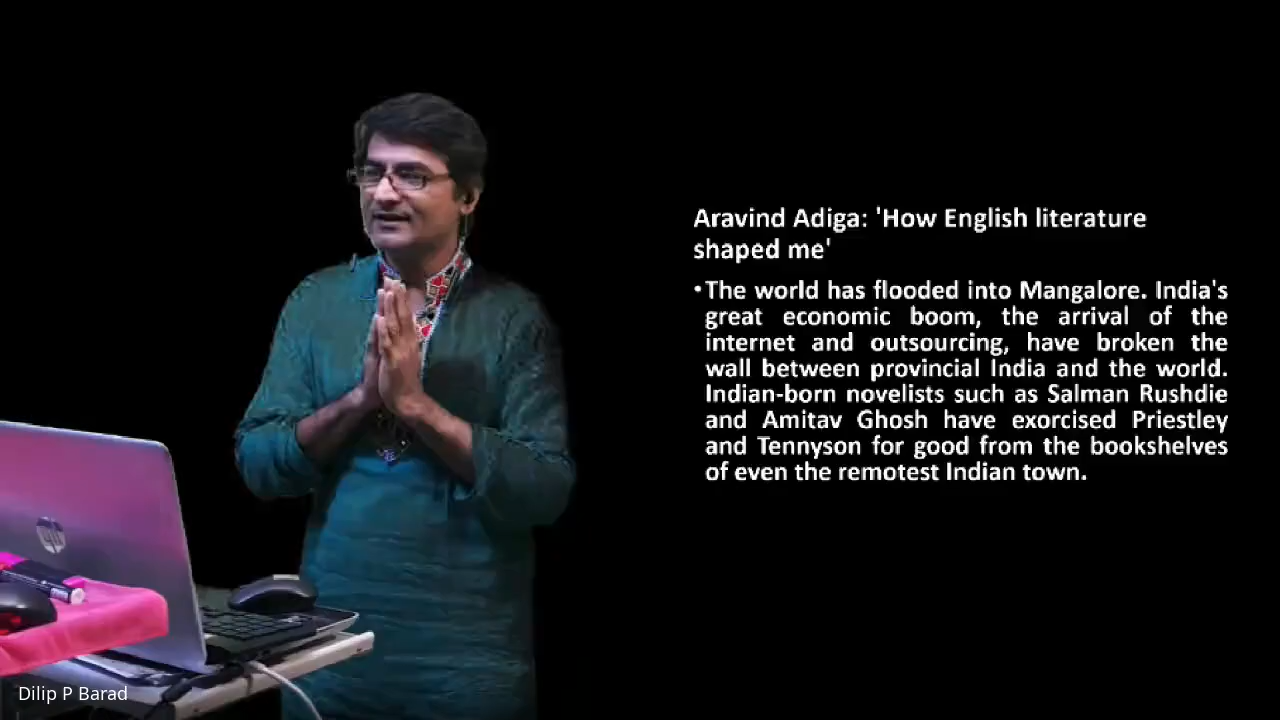 Aravind Adiga: 'How English literature
shaped me'
•The world has flooded into Mangalore. India's
great economic boom, the arrival of the
internet and outsourcing, have broken the
wall between provincial India and the world.
Indian-born novelists such as Salman Rushdie
and Amitav Ghosh have exorcised Priestley
and Tennyson for good from the bookshelves
of even the remotest Indian town.
hp
Dilip P Barad